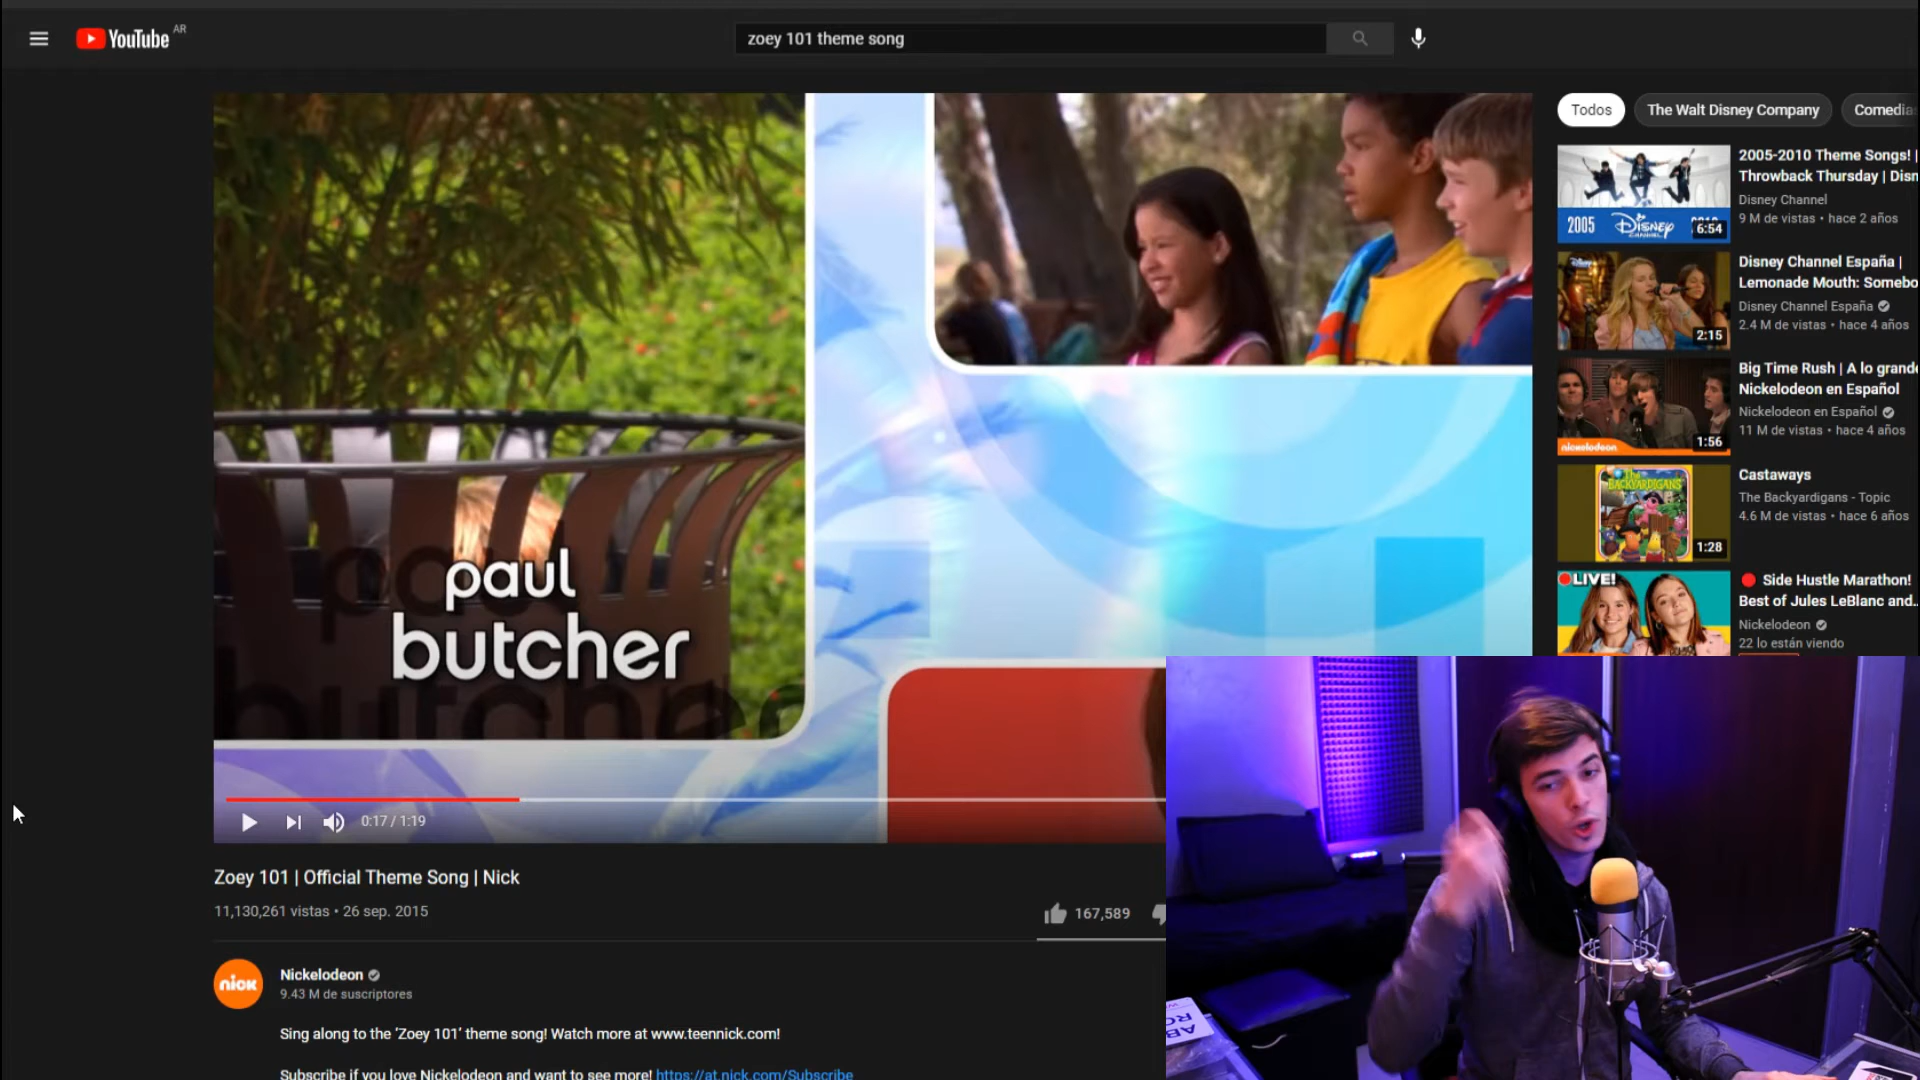 YouTube AR
zoey 101 theme song
paul
butcher
0:17 / 1:19
Zoey 101 | Official Theme Song | Nick
11,130,261 vistas • 26 sep. 2015
167,589
nick
Nickelodeon
9.43 M de suscriptores
Sing along to the ‘Zoey 101’ theme song! Watch more at www.teennick.com!
Subscribe if you love Nickelodeon and want to see more! https://at.nick.com/Subscribe
Todos
The Walt Disney Company
Comedia
2005
Disney
CHANNEL
6:54
2005-2010 Theme Songs! |
Throwback Thursday | Disn
Disney Channel
9 M de vistas • hace 2 años
2:15
Disney Channel España |
Lemonade Mouth: Somebo
Disney Channel España
2.4 M de vistas • hace 4 años
nickelodeon
1:56
Big Time Rush | A lo grande
Nickelodeon en Español
Nickelodeon en Español
11 M de vistas • hace 4 años
The
BACKYARDIGANS
1:28
Castaways
The Backyardigans - Topic
4.6 M de vistas • hace 6 años
LIVE!
Side Hustle Marathon!
Best of Jules LeBlanc and...
Nickelodeon
22 lo están viendo